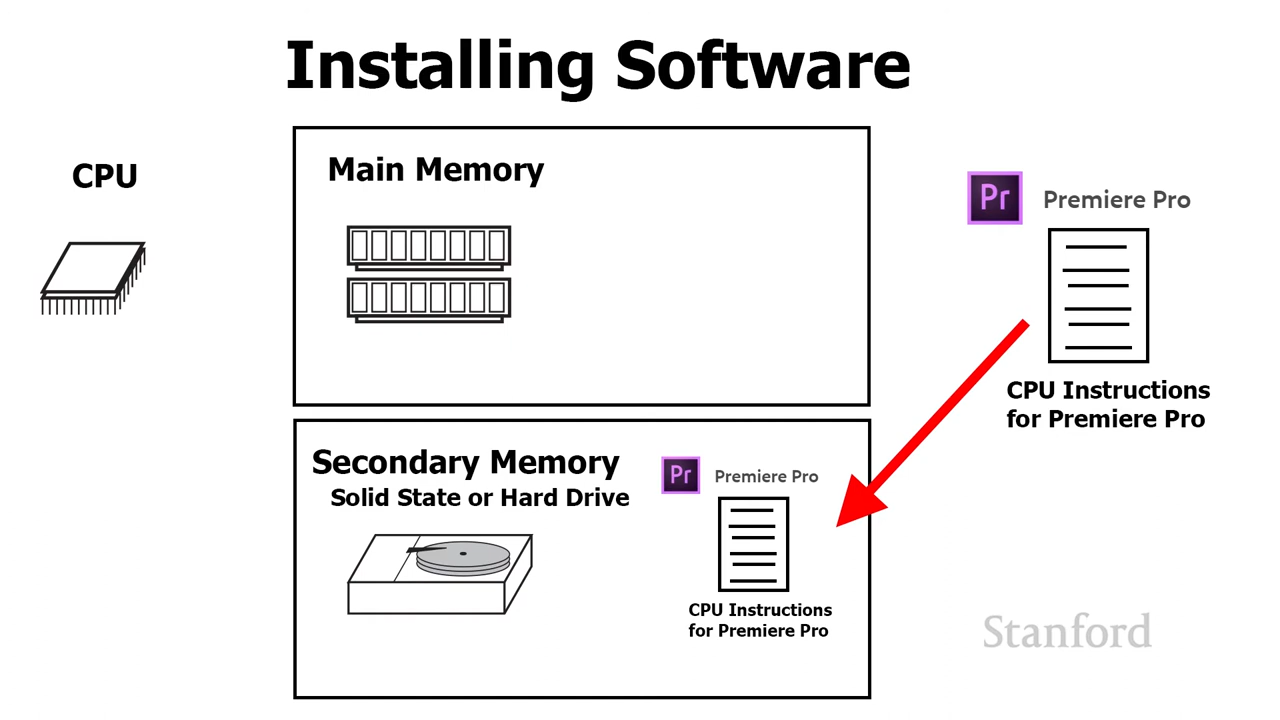 Installing Software
CPU
Main Memory
Pr Premiere Pro
CPU Instructions
for Premiere Pro
Secondary Memory
Solid State or Hard Drive
Pr Premiere Pro
CPU Instructions
for Premiere Pro
Stanford